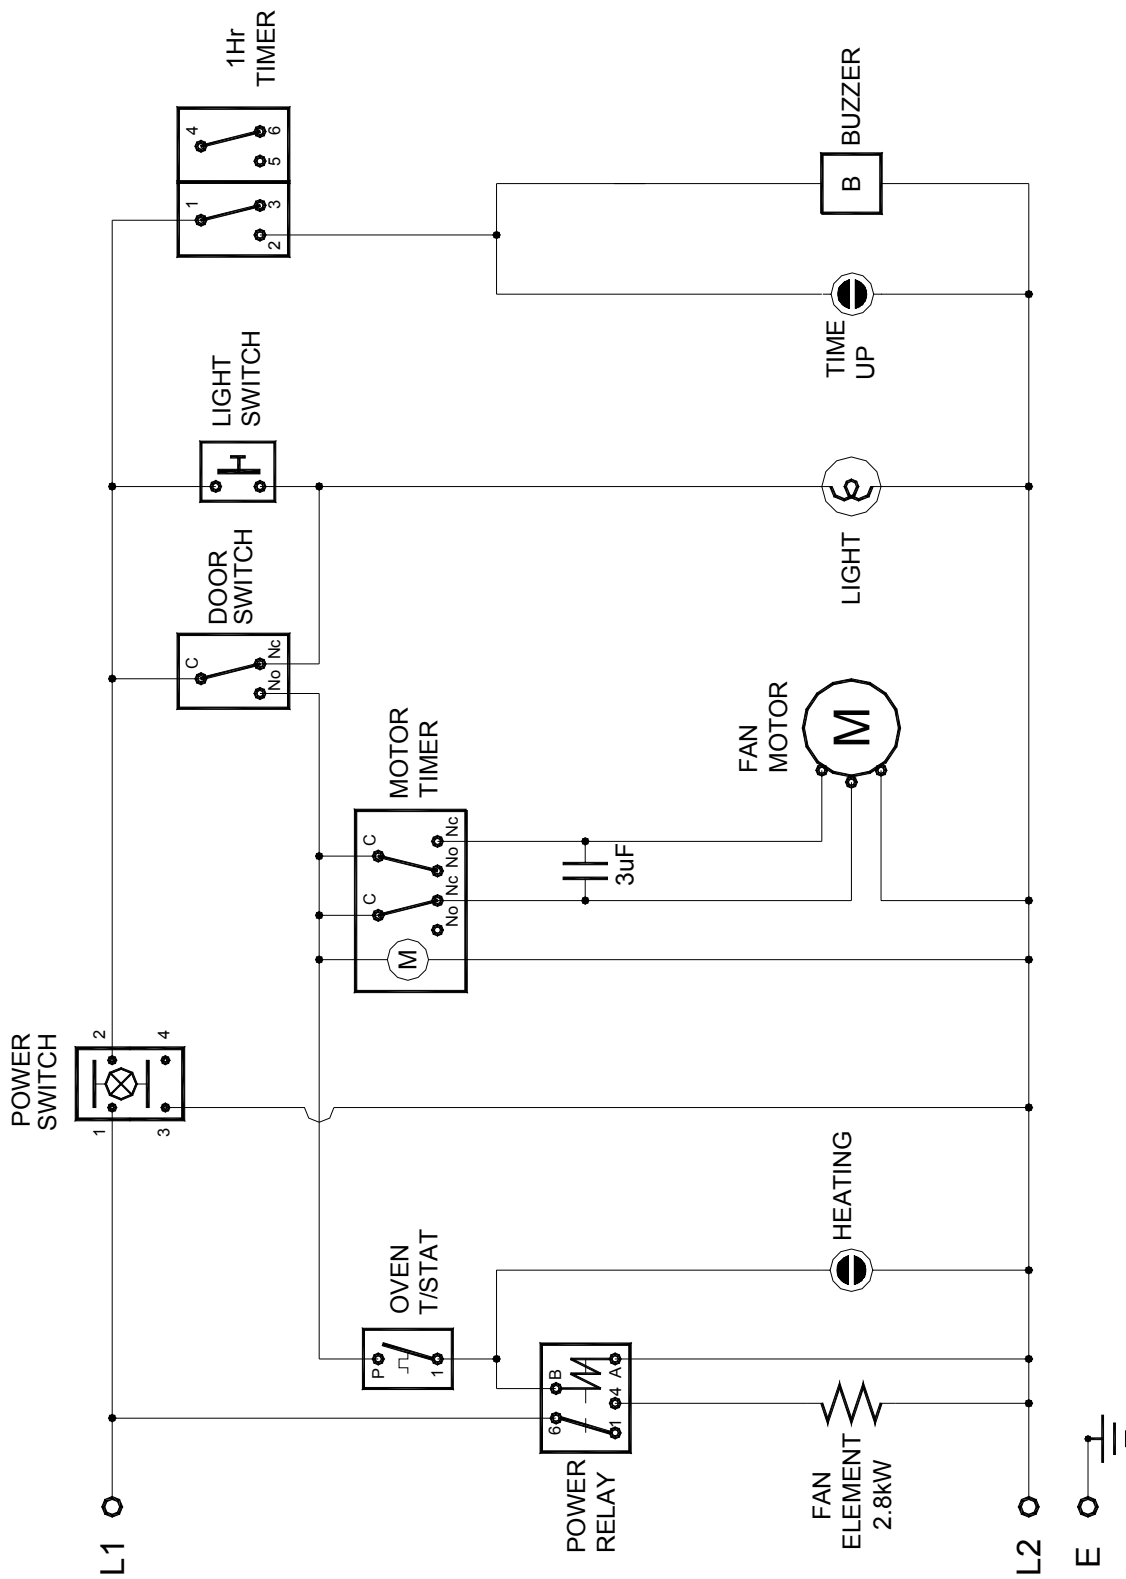 L1
POWER
SWITCH
1
2
3
4
DOOR
SWITCH
C
No
Nc
LIGHT
SWITCH
1Hr
TIMER
1
4
2
3
5
6
OVEN
T/STAT
P
1
MOTOR
TIMER
C
C
M
No
Nc
No
Nc
POWER
RELAY
6
B
1
4
A
3uF
FAN
MOTOR
M
FAN
ELEMENT
2.8kW
HEATING
LIGHT
TIME
UP
BUZZER
B
L2
E